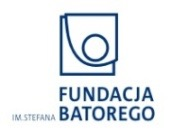 FUNDACJA
IM. STEFANA BATOREGO